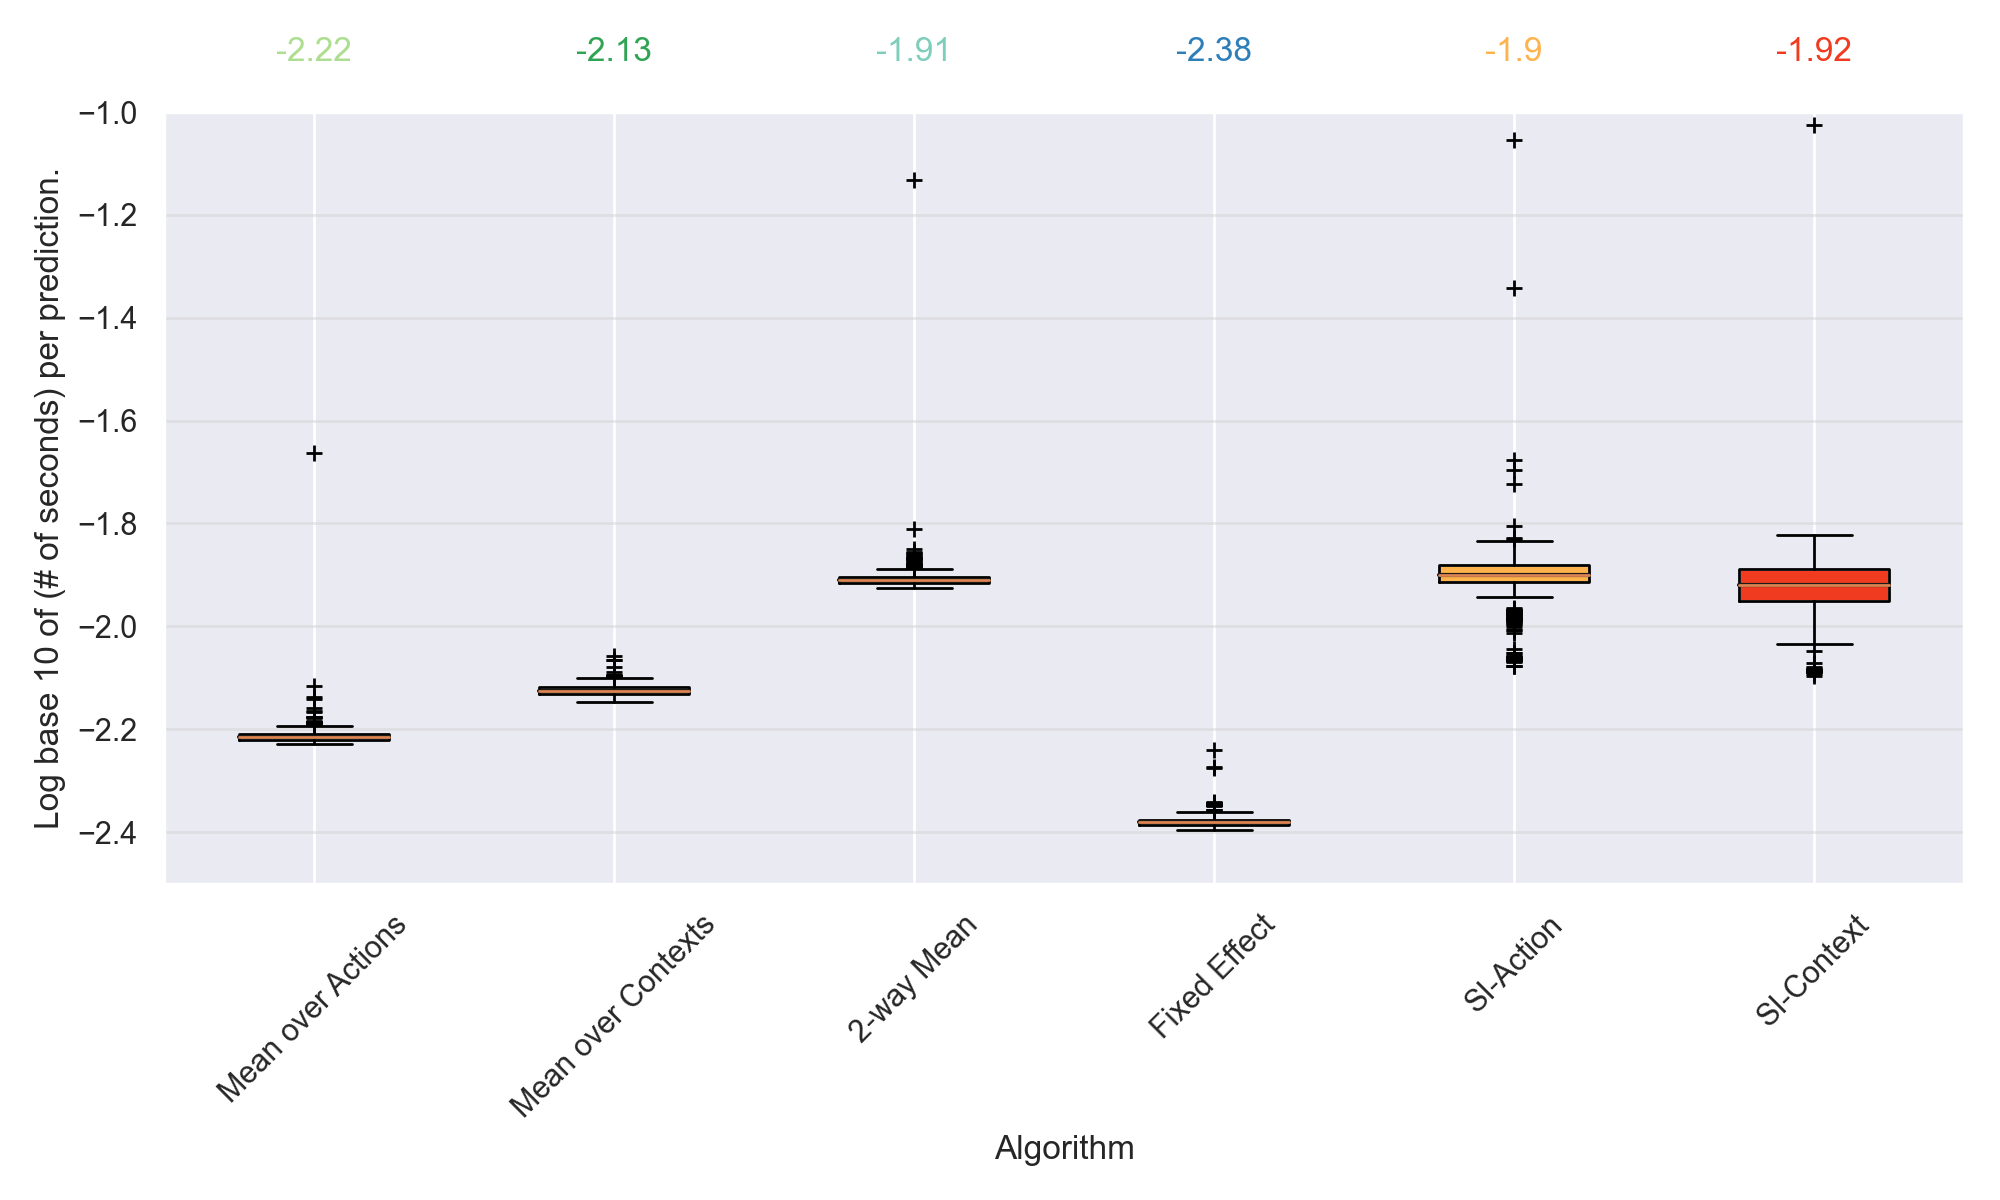 -2.22 -2.13 -1.91 -2.38 -1.9 -1.92
Log base 10 of (# of seconds) per prediction.
−1.0
−1.2
−1.4
−1.6
−1.8
−2.0
−2.2
−2.4
Mean over Actions
Mean over Contexts
2-way Mean
Fixed Effect
SI-Action
SI-Context
Algorithm